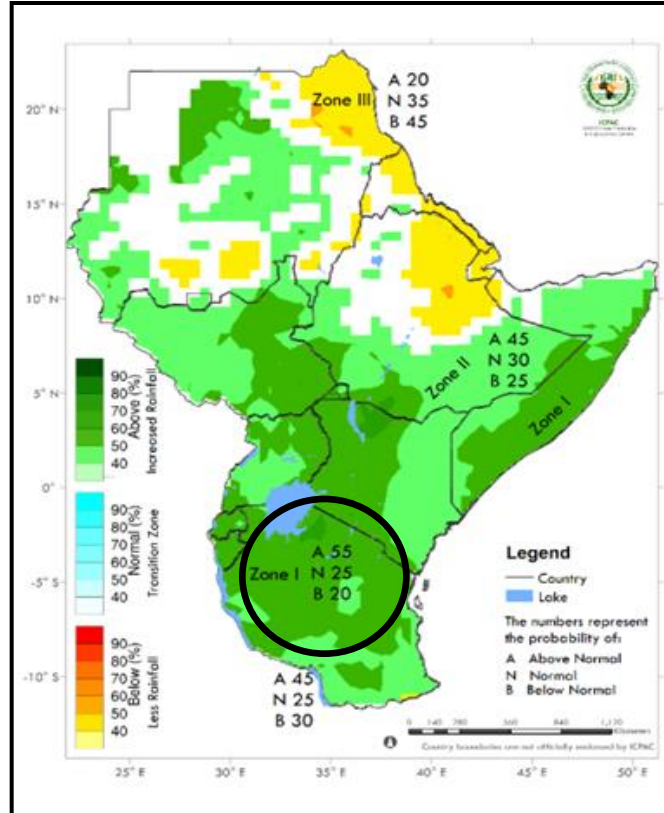 ICPAC
Zone III
A 20
N 35
B 45
20° N
15° N
10° N
5° N
0°
-5° S
-10° S
Zone II
A 45
N 30
B 25
Zone I
Zone I
A 55
N 25
B 20
A 45
N 25
B 30
90
80
70
60
50
40
Above (%)
Increased Rainfall
90
80
70
60
50
40
Normal (%)
Transition Zone
90
80
70
60
50
40
Below (%)
Less Rainfall
Legend
Country
Lake
The numbers represent
the probability of:
A Above Normal
N Normal
B Below Normal
Kilometers
Country boundaries are not officially endorsed by ICPAC
25° E
30° E
35° E
40° E
45° E
50° E